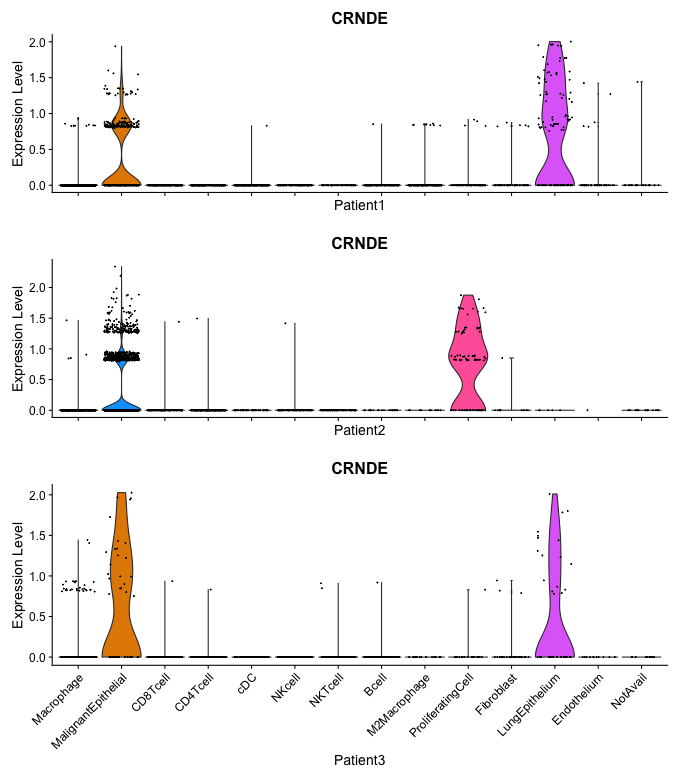 CRNDE
Expression Level
2.0
1.5
1.0
0.5
0.0
Patient1
CRNDE
Expression Level
2.0
1.5
1.0
0.5
0.0
Patient2
CRNDE
Expression Level
2.0
1.5
1.0
0.5
0.0
Macrophage
MalignantEpithelial
CD8Tcell
CD4Tcell
cDC
NKcell
NKTcell
Bcell
M2Macrophage
ProliferatingCell
Fibroblast
LungEpithelium
Endothelium
NotAvail
Patient3